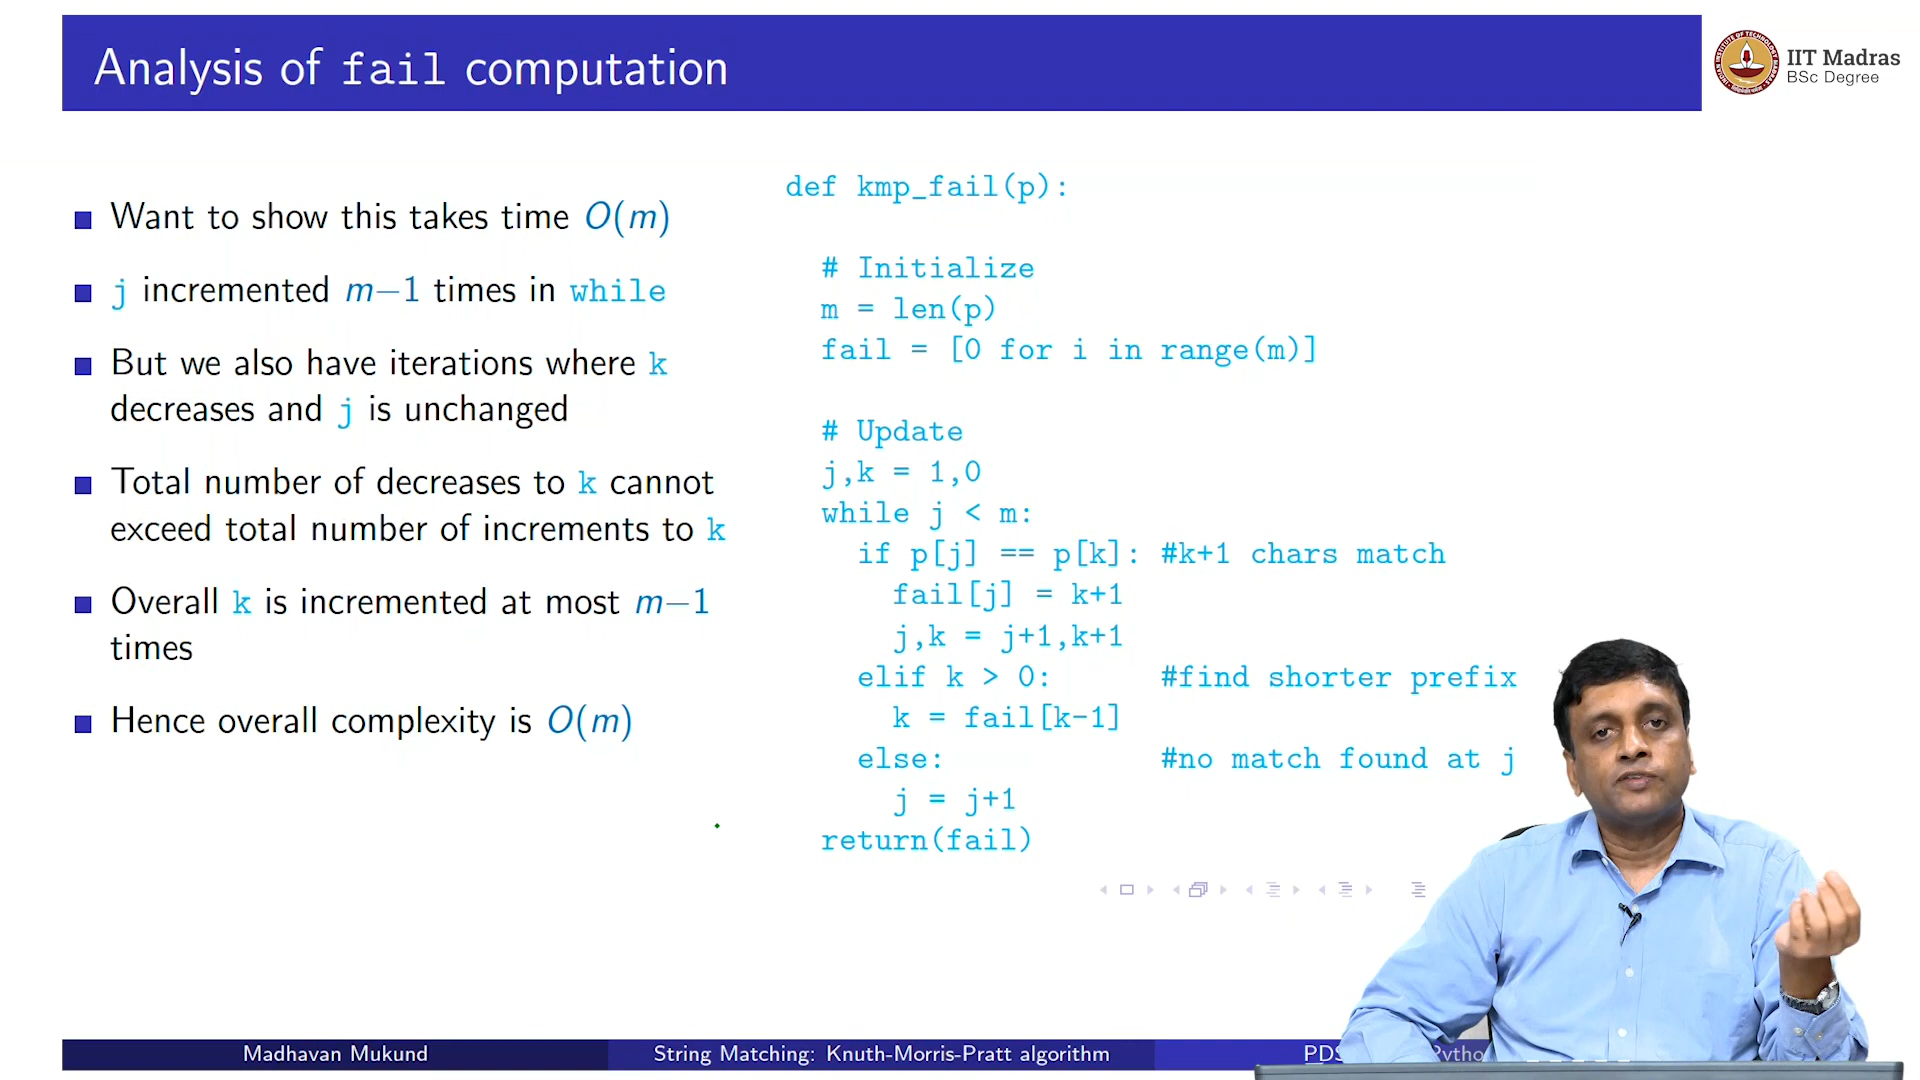 Analysis of fail computation
IIT Madras
BSc Degree
Want to show this takes time O(m)
j incremented m−1 times in while
But we also have iterations where k
decreases and j is unchanged
Total number of decreases to k cannot
exceed total number of increments to k
Overall k is incremented at most m−1
times
Hence overall complexity is O(m)
def kmp_fail(p):
# Initialize
m = len(p)
fail = [0 for i in range(m)]
# Update
j,k = 1,0
while j < m:
if p[j] == p[k]: #k+1 chars match
fail[j] = k+1
j,k = j+1,k+1
elif k > 0: #find shorter prefix
k = fail[k-1]
else: #no match found at j
j = j+1
return(fail)
Madhavan Mukund
String Matching: Knuth-Morris-Pratt algorithm